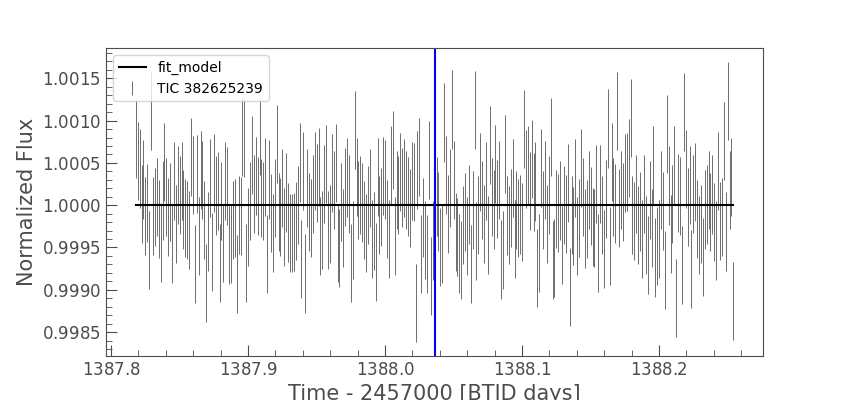 fit_model
TIC 382625239
1.0015
1.0010
1.0005
1.0000
0.9995
0.9990
0.9985
Normalized Flux
1387.8 1387.9 1388.0 1388.1 1388.2
Time - 2457000 [BTJD days]